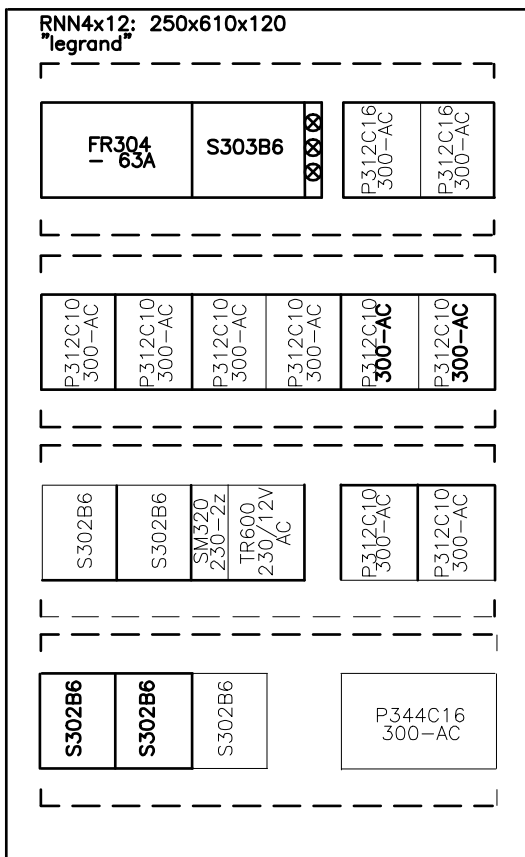 RNN4x12: 250x610x120
"legrand"
FR304
- 63A
S303B6
P312C16
300-AC
P312C16
300-AC
P312C10
300-AC
P312C10
300-AC
P312C10
300-AC
P312C10
300-AC
P312C10
300-AC
P312C10
300-AC
S302B6
S302B6
SM320
230-2z
TR600
230/12V
AC
P312C10
300-AC
P312C10
300-AC
S302B6
S302B6
S302B6
P344C16
300-AC